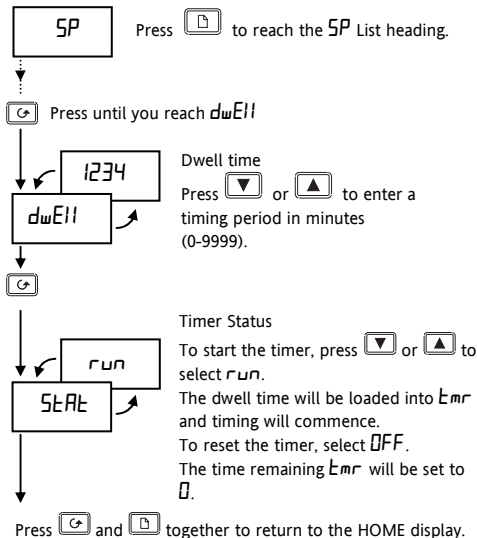 SP
Press to reach the SP List heading.
Press until you reach dwEll
1234
dwEll
Dwell time
Press or to enter a
timing period in minutes
(0-9999).
run
StAt
Timer Status
To start the timer, press or to
select run.
The dwell time will be loaded into tmr
and timing will commence.
To reset the timer, select OFF.
The time remaining tmr will be set to
0.
Press and together to return to the HOME display.